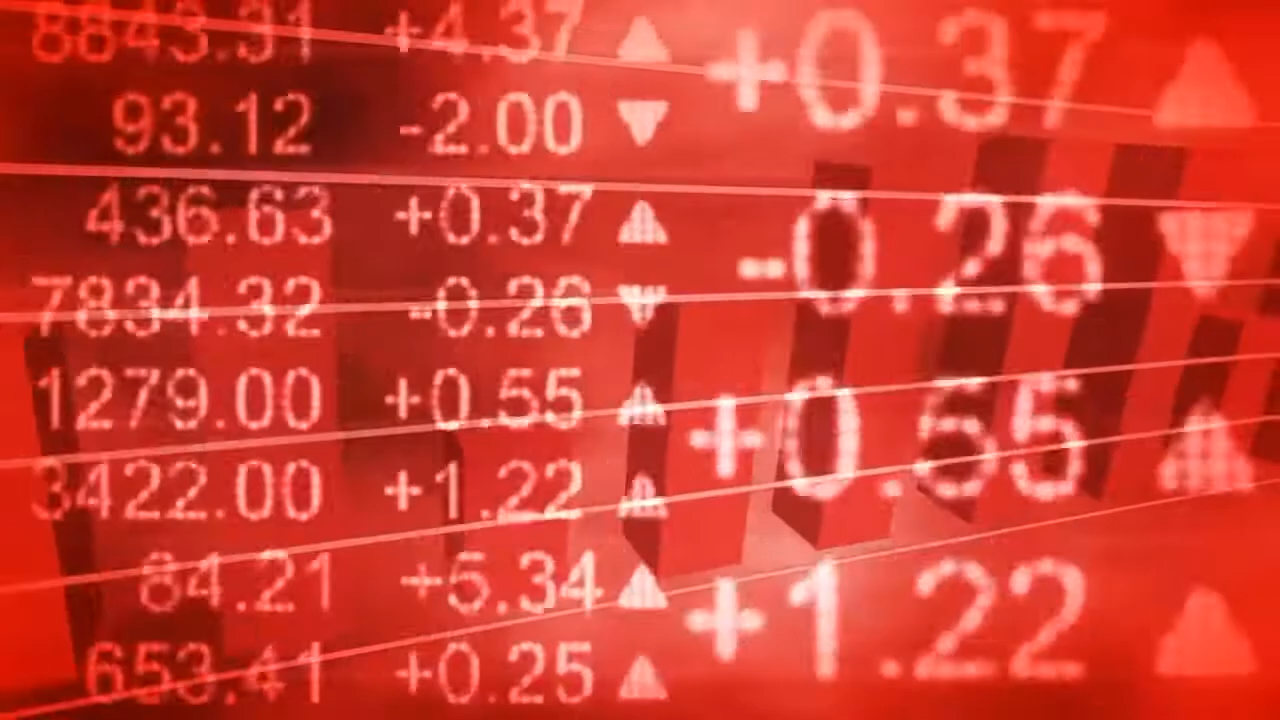 8843.31 +4.37 ▲ +0.37 ▲
93.12 -2.00 ▼
436.63 +0.37 ▲ -0.26 ▼
7834.32 -0.26 ▼
1279.00 +0.55 ▲ +0.55 ▲
3422.00 +1.22 ▲
84.21 +5.34 ▲ +1.22 ▲
653.41 +0.25 ▲